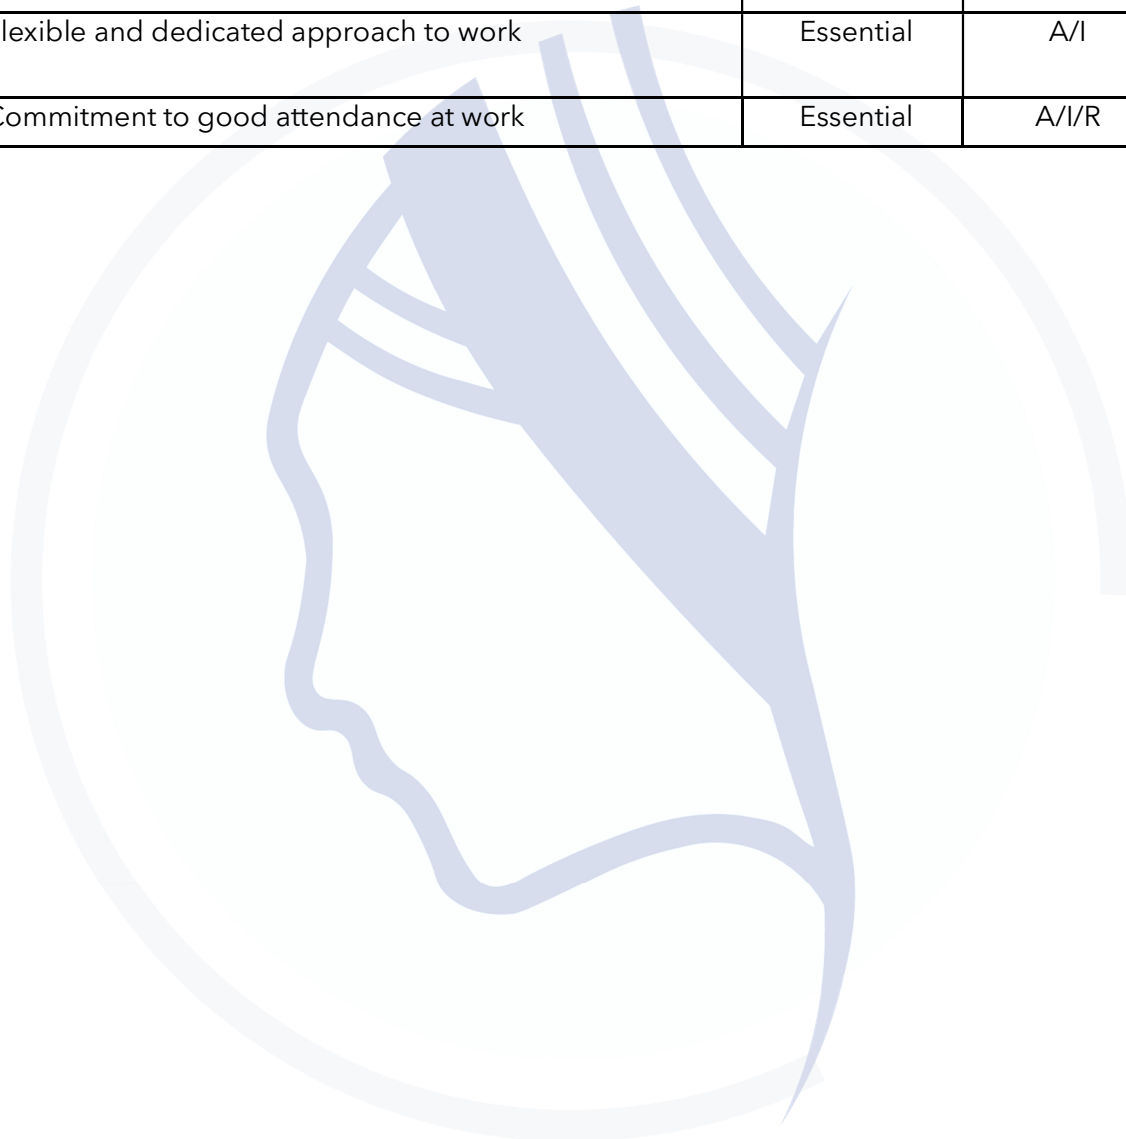 lexible and dedicated approach to work Essential A/I
Commitment to good attendance at work Essential A/I/R